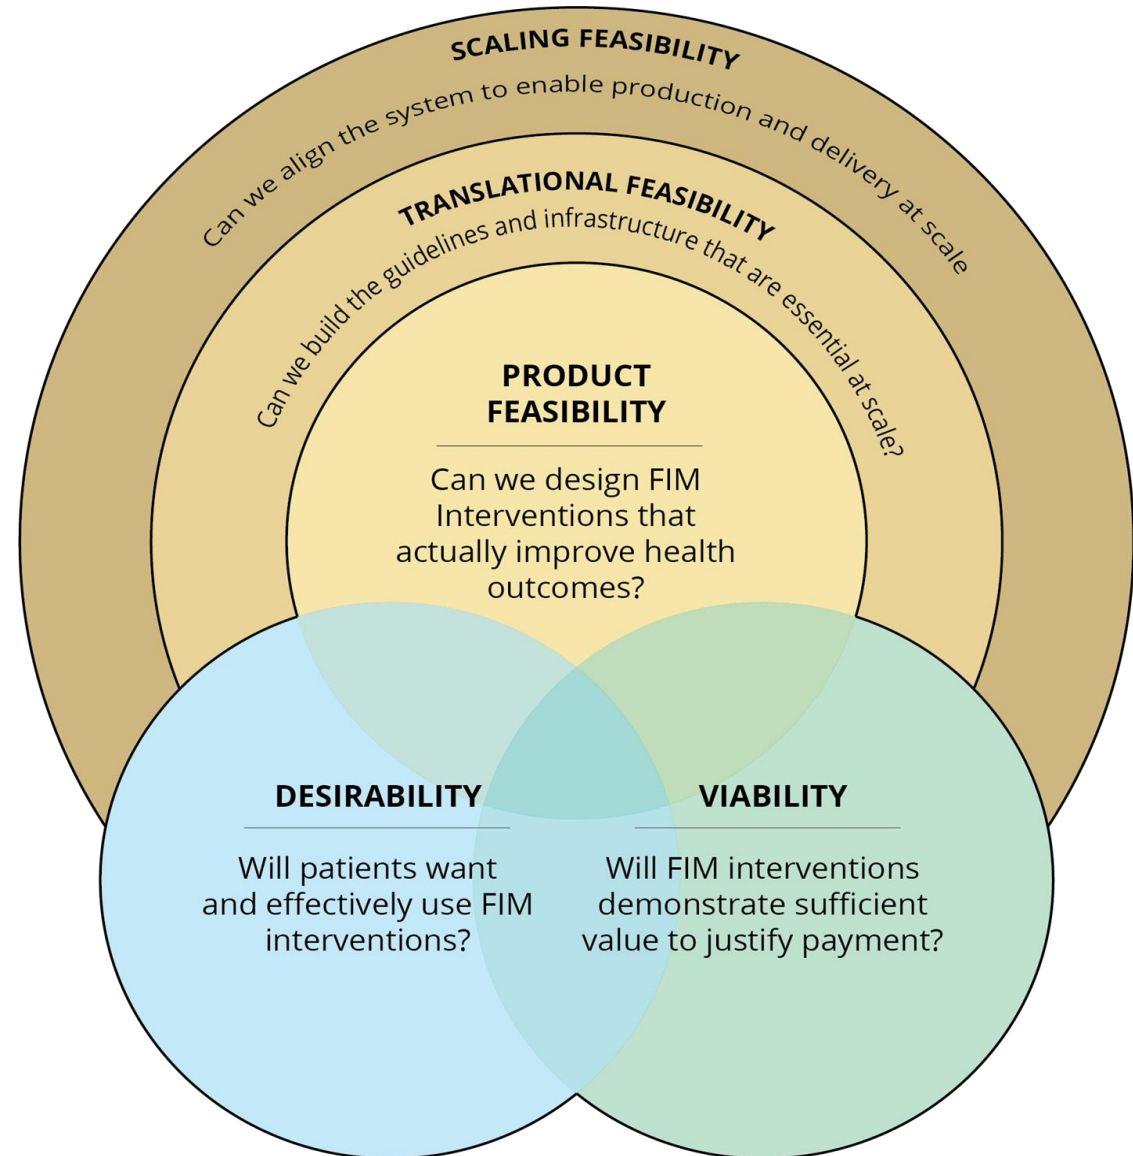 SCALING FEASIBILITY
Can we align the system to enable production and delivery at scale
TRANSLATIONAL FEASIBILITY
Can we build the guidelines and infrastructure that are essential at scale?
PRODUCT
FEASIBILITY
Can we design FIM
Interventions that
actually improve health
outcomes?
DESIRABILITY
Will patients want
and effectively use FIM
interventions?
VIABILITY
Will FIM interventions
demonstrate sufficient
value to justify payment?